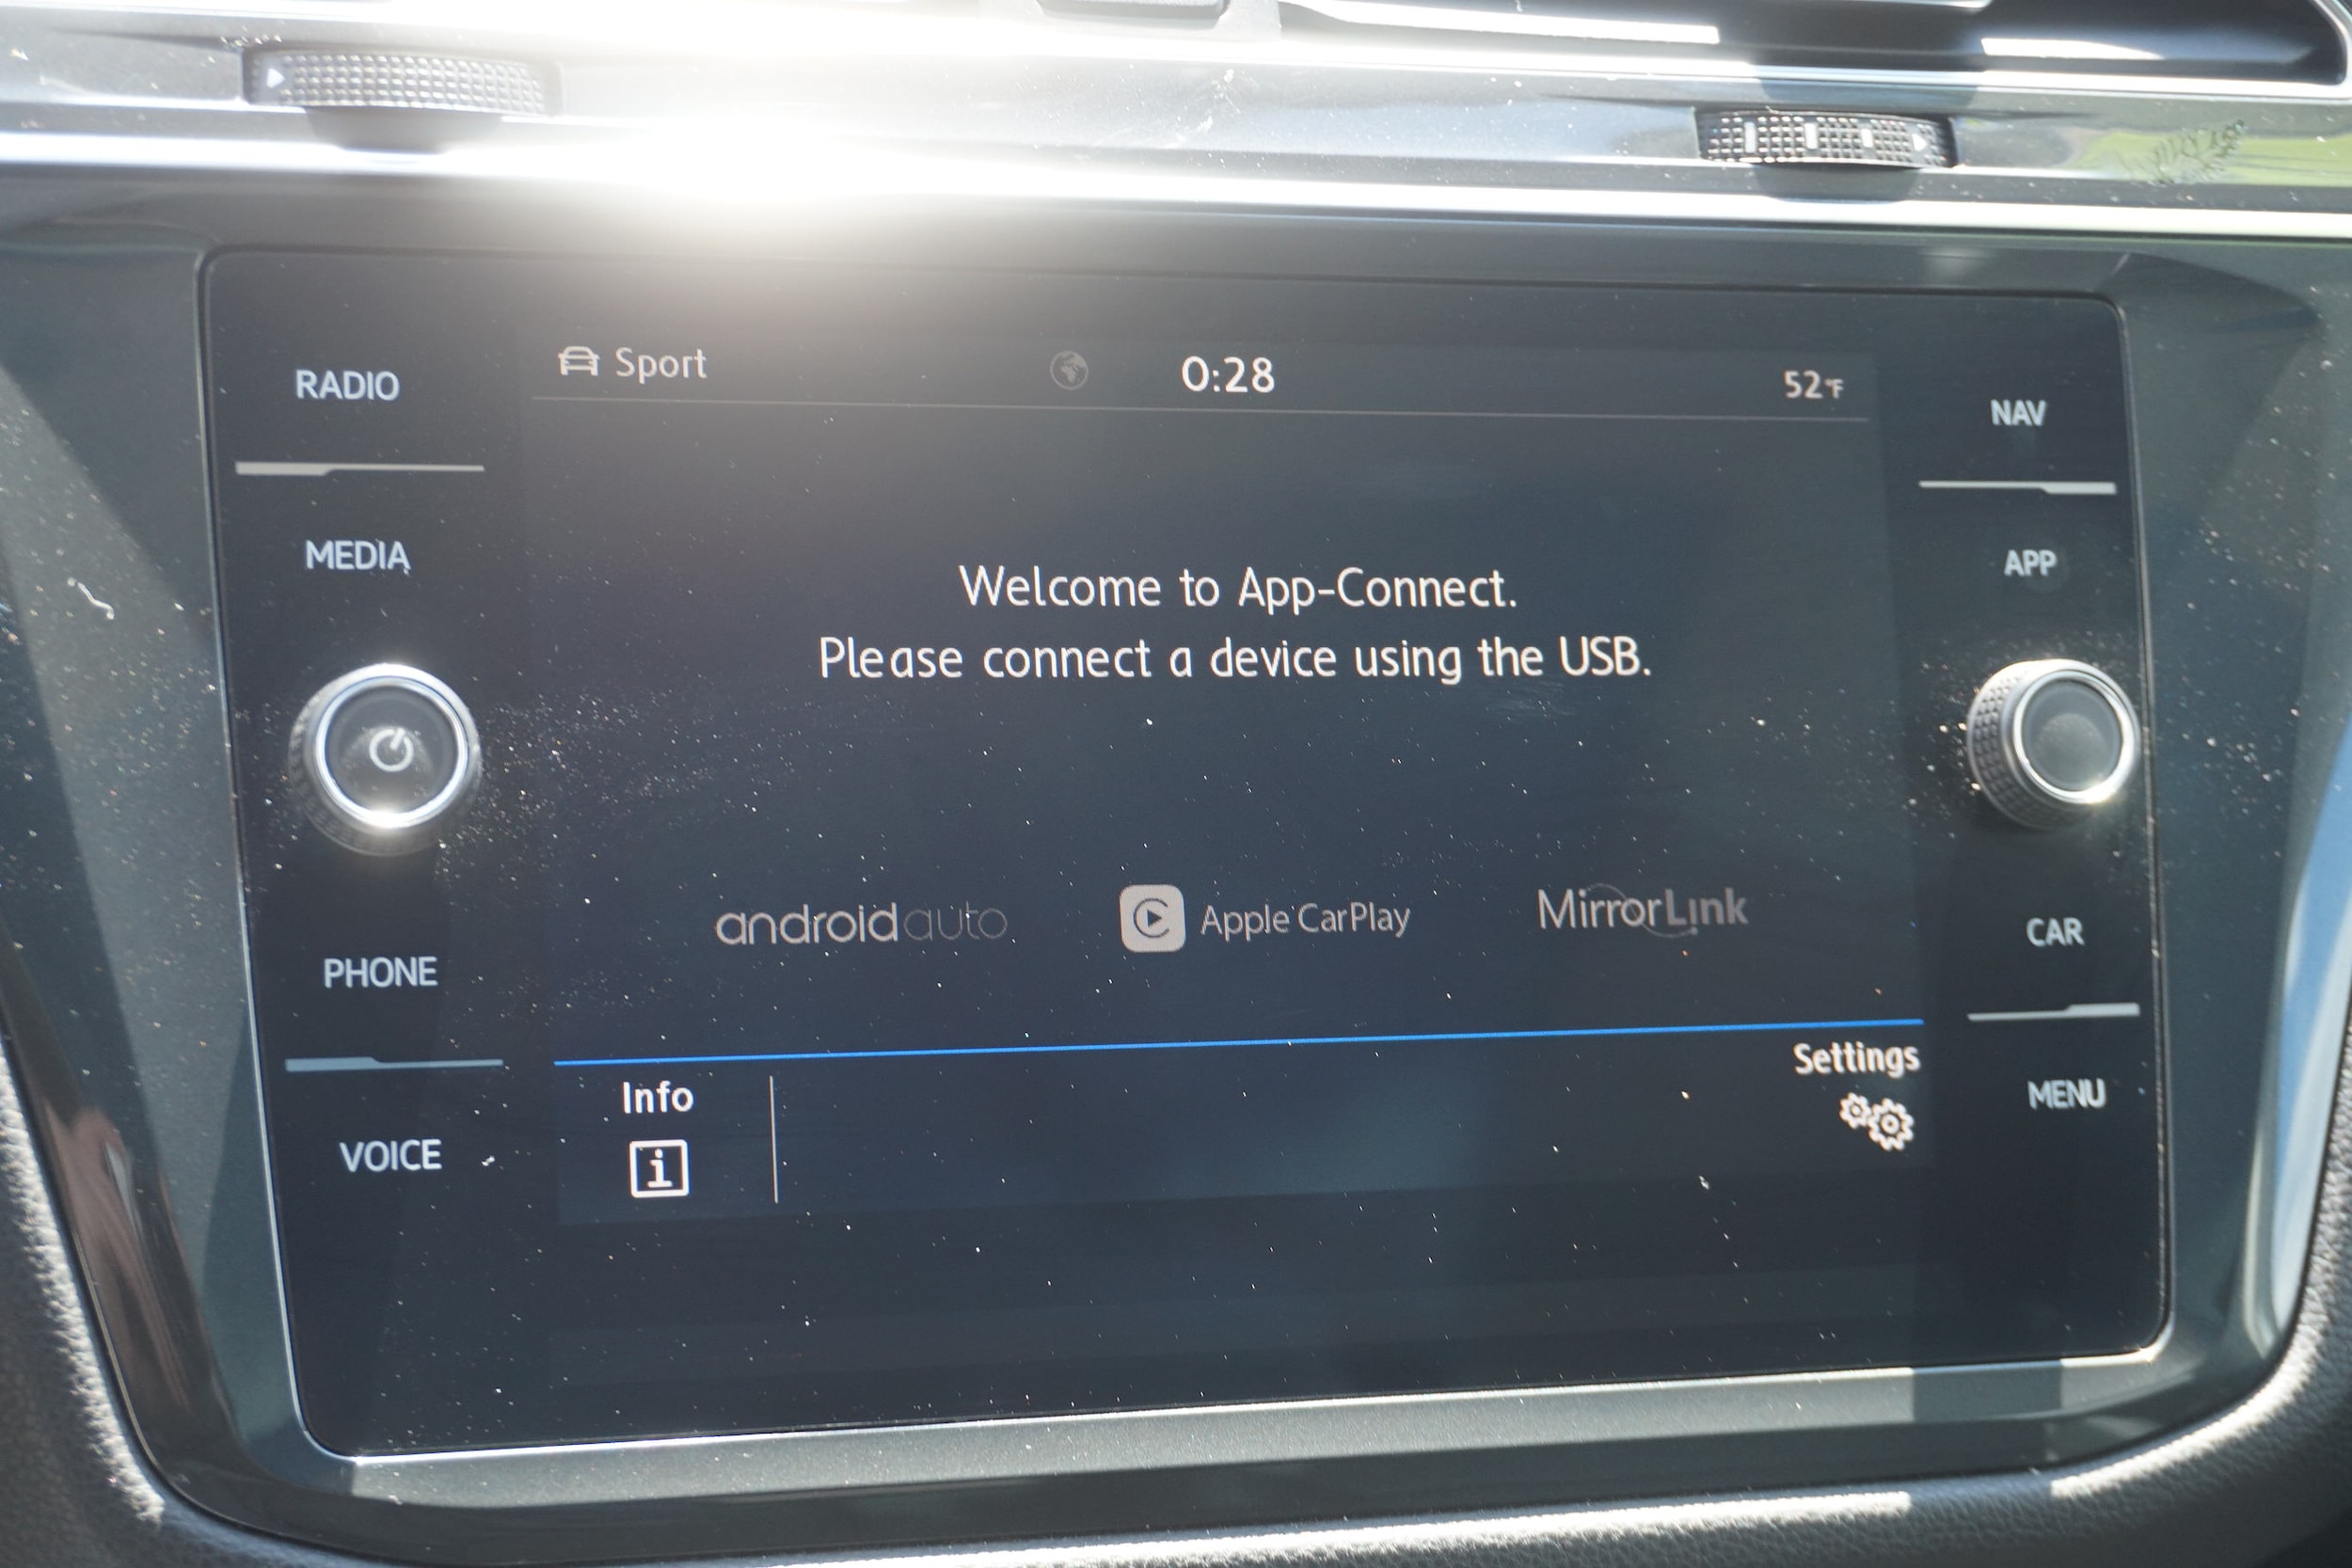 RADIO
MEDIA
PHONE
VOICE
Sport
0:28
52°F
Welcome to App-Connect.
Please connect a device using the USB.
androidauto
Apple CarPlay
MirrorLink
Info
i
Settings
NAV
APP
CAR
MENU